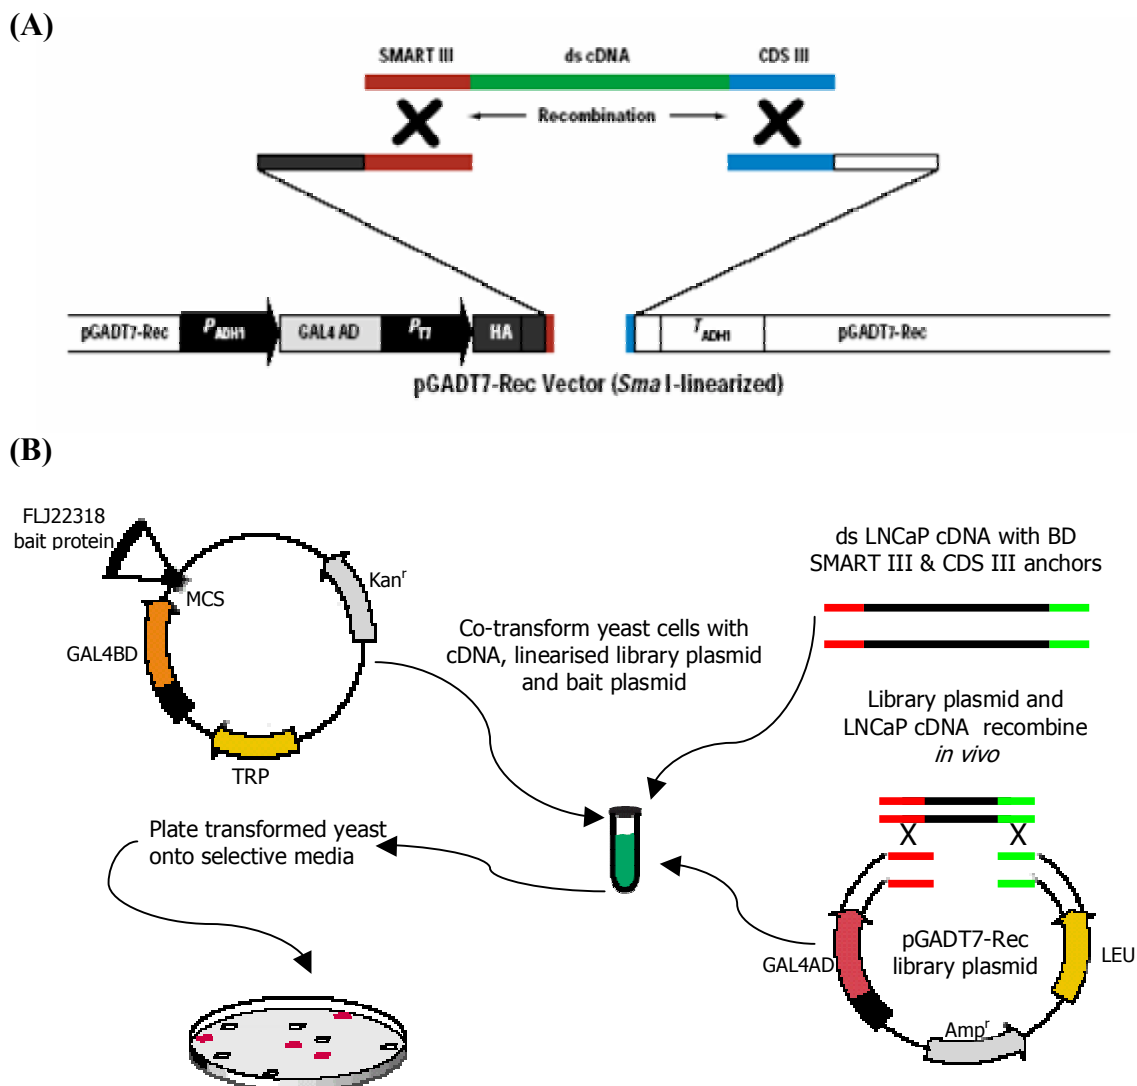 (A)
SMART III
ds cDNA
CDS III
Recombination
pGADT7-Rec
PADH1
GAL4 AD
PT7
HA
TADH1
pGADT7-Rec
pGADT7-Rec Vector (Sma I-linearized)
(B)
FLJ22318
bait protein
MCS
Kanr
GAL4BD
TRP
Co-transform yeast cells with
cDNA, linearised library plasmid
and bait plasmid
ds LNCaP cDNA with BD
SMART III & CDS III anchors
Library plasmid and
LNCaP cDNA recombine
in vivo
Plate transformed yeast
onto selective media
X
X
pGADT7-Rec
library plasmid
GAL4AD
LEU
Ampr